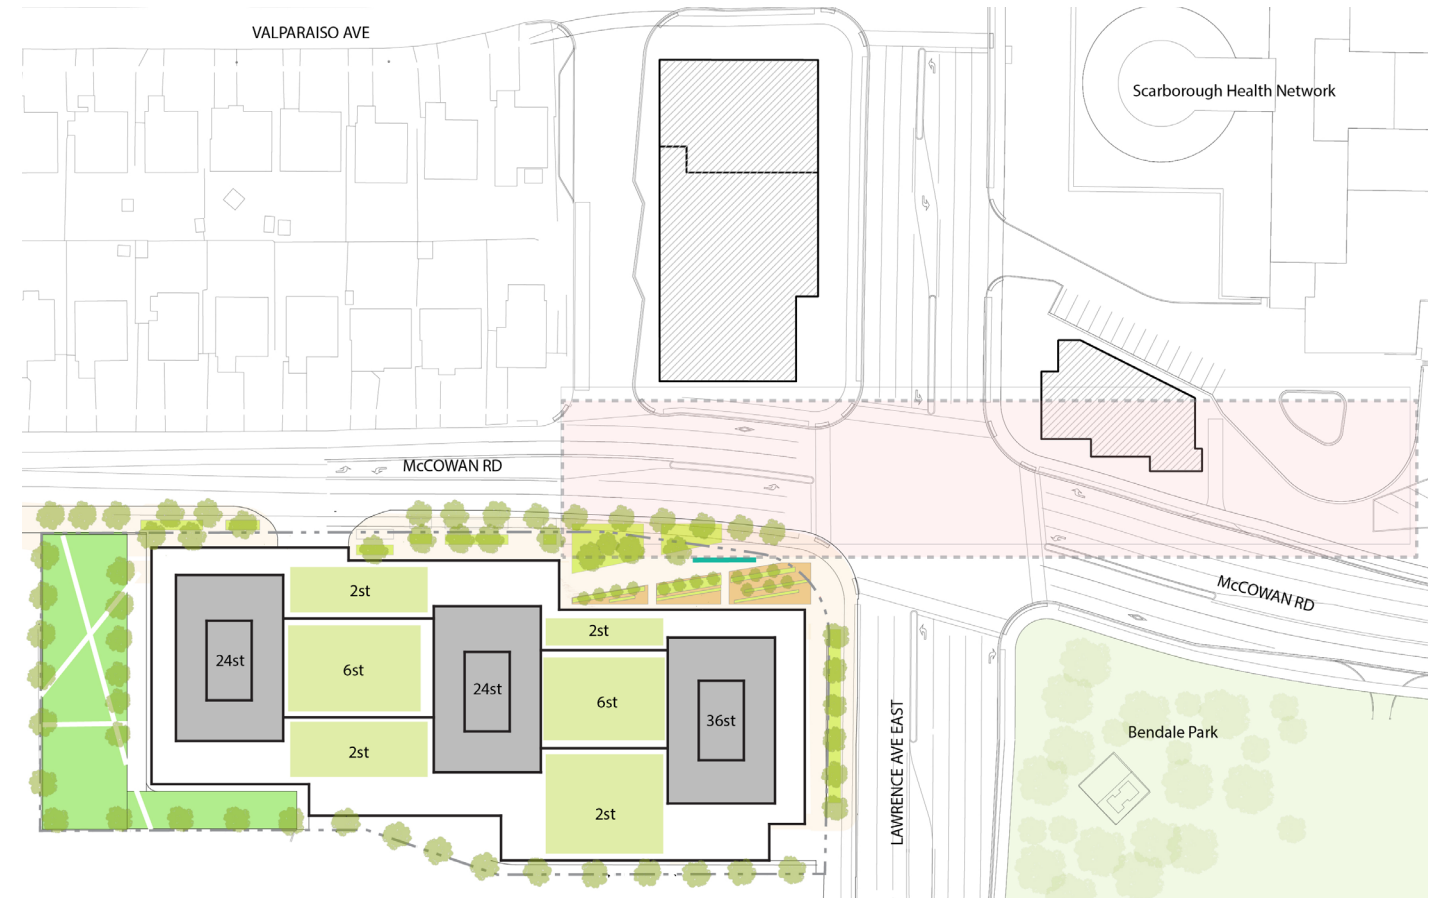 VALPARAISO AVE
Scarborough Health Network
McCOWAN RD
McCOWAN RD
2st
2st
24st
6st
24st
6st
36st
2st
2st
LAWRENCE AVE EAST
Bendale Park